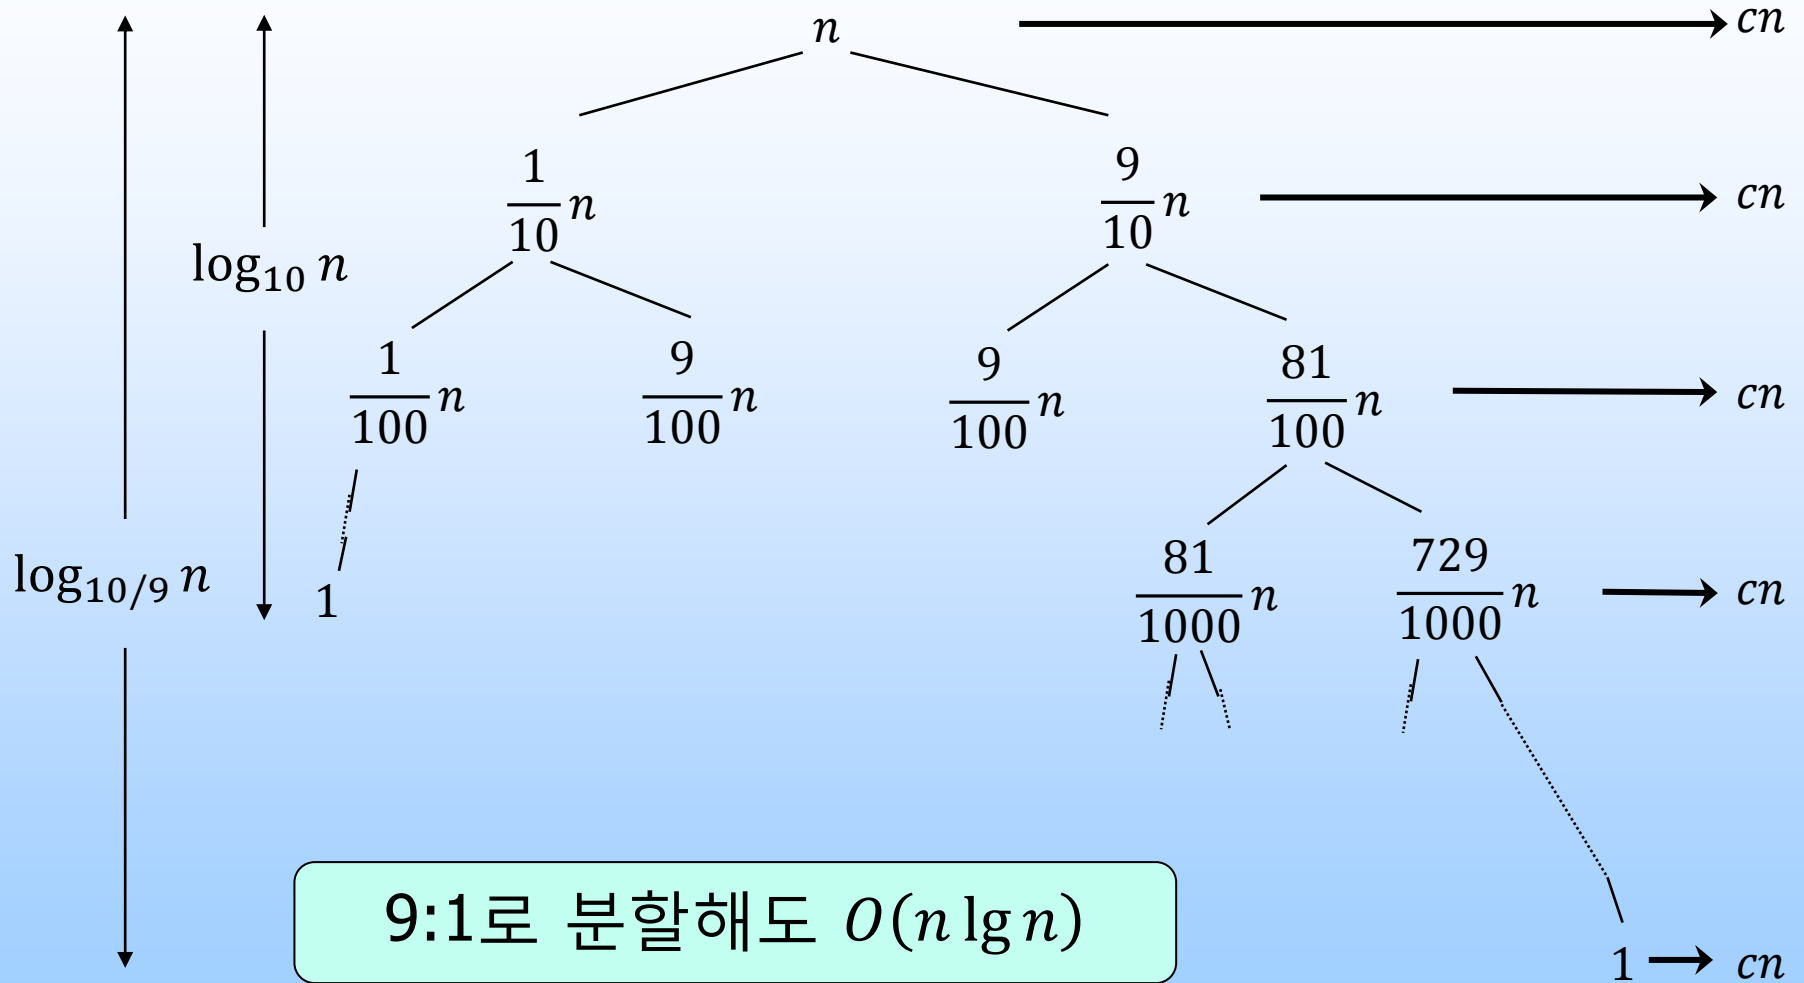 n cn
1/10 n 9/10 n cn
log₁₀ n
1/100 n 9/100 n 9/100 n 81/100 n cn
log₁₀/₉ n 1 81/1000 n 729/1000 n cn
9:1로 분할해도 O(n lg n)
1 cn